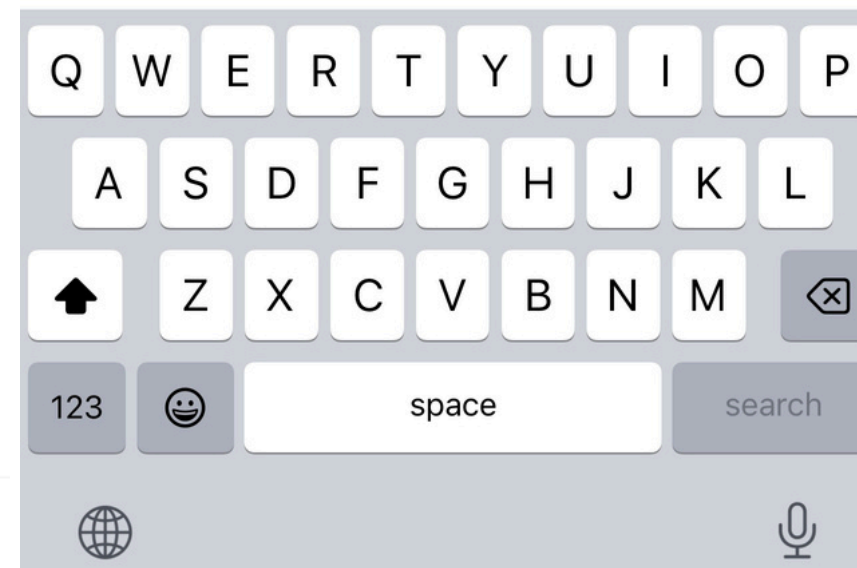 Q W E R T Y U I O P
A S D F G H J K L
Z X C V B N M
123 space search